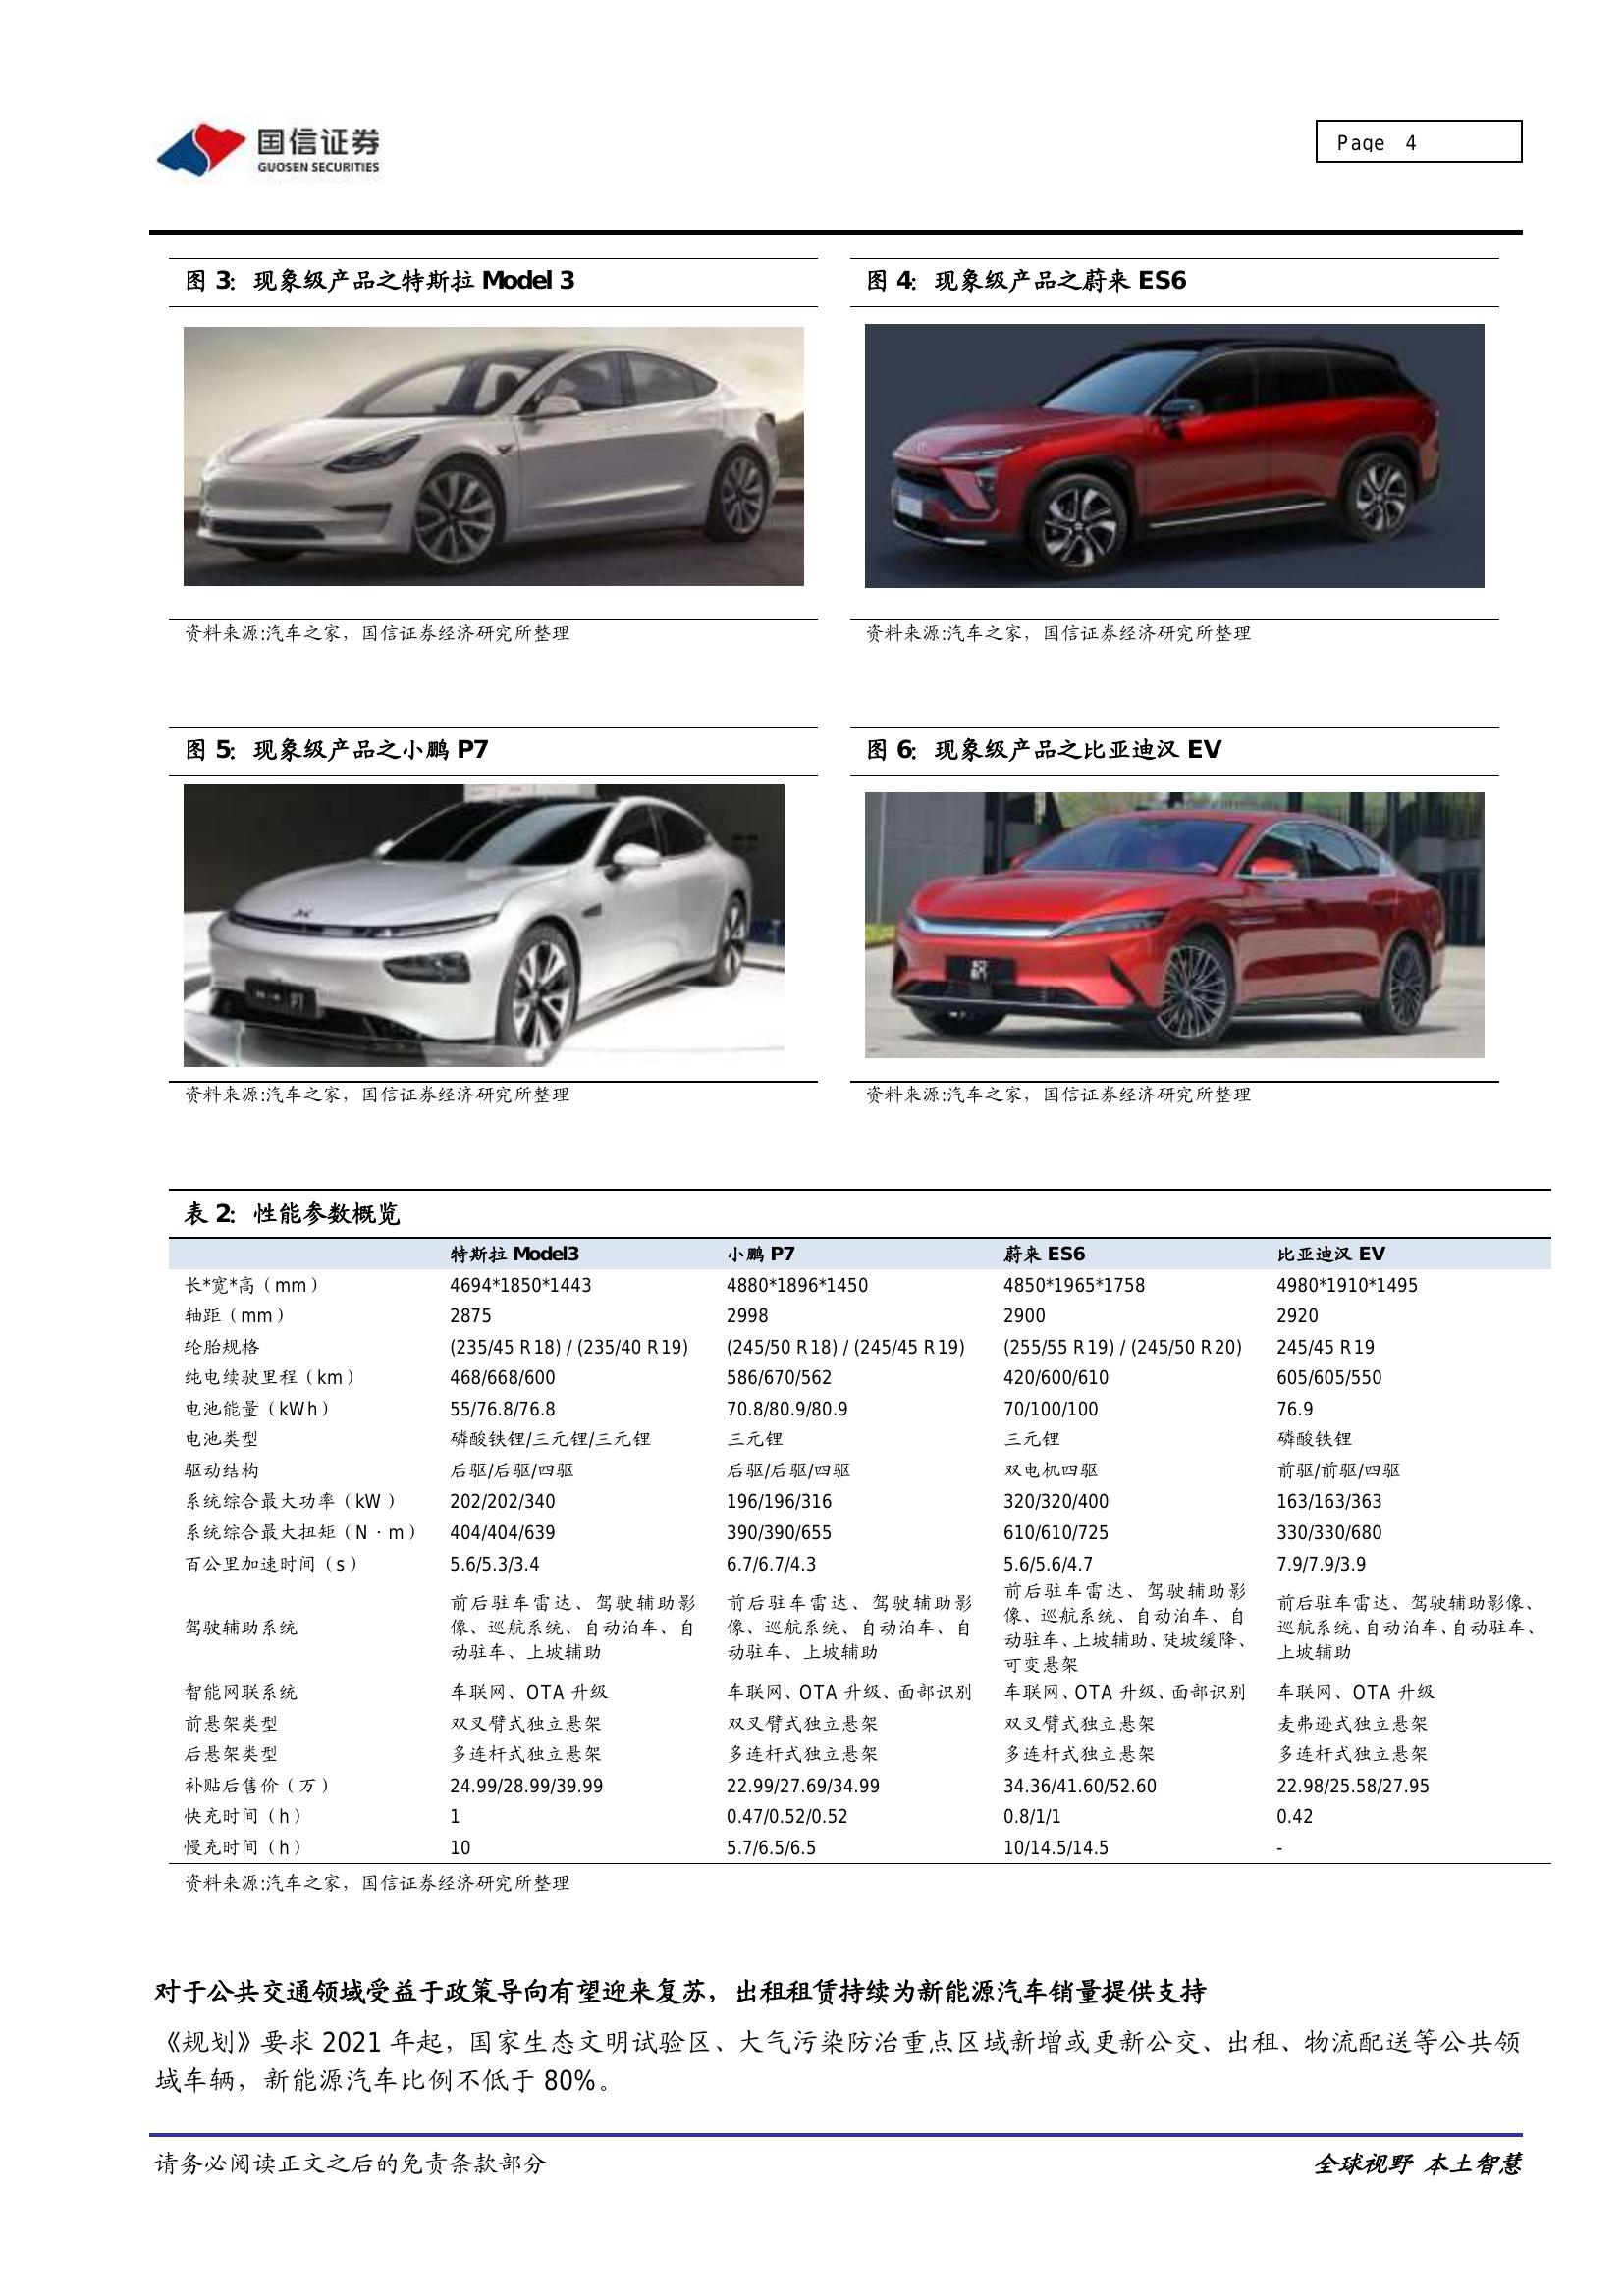 国信证券
GUOSEN SECURITIES
Page 4
图 3：现象级产品之特斯拉 Model 3
图 4：现象级产品之蔚来 ES6
资料来源:汽车之家，国信证券经济研究所整理
资料来源:汽车之家，国信证券经济研究所整理
图 5：现象级产品之小鹏 P7
图 6：现象级产品之比亚迪汉 EV
P7
资料来源:汽车之家，国信证券经济研究所整理
资料来源:汽车之家，国信证券经济研究所整理
表 2：性能参数概览
特斯拉 Model3 小鹏 P7 蔚来 ES6 比亚迪汉 EV
长*宽*高（mm） 4694*1850*1443 4880*1896*1450 4850*1965*1758 4980*1910*1495
轴距（mm） 2875 2998 2900 2920
轮胎规格 (235/45 R18) / (235/40 R19) (245/50 R18) / (245/45 R19) (255/55 R19) / (245/50 R20) 245/45 R19
纯电续驶里程（km） 468/668/600 586/670/562 420/600/610 605/605/550
电池能量（kWh） 55/76.8/76.8 70.8/80.9/80.9 70/100/100 76.9
电池类型 磷酸铁锂/三元锂/三元锂 三元锂 三元锂 磷酸铁锂
驱动结构 后驱/后驱/四驱 后驱/后驱/四驱 双电机四驱 前驱/前驱/四驱
系统综合最大功率（kW） 202/202/340 196/196/316 320/320/400 163/163/363
系统综合最大扭矩（N·m） 404/404/639 390/390/655 610/610/725 330/330/680
百公里加速时间（s） 5.6/5.3/3.4 6.7/6.7/4.3 5.6/5.6/4.7 7.9/7.9/3.9
驾驶辅助系统
前后驻车雷达、驾驶辅助影
像、巡航系统、自动泊车、自
动驻车、上坡辅助
前后驻车雷达、驾驶辅助影
像、巡航系统、自动泊车、自
动驻车、上坡辅助
前后驻车雷达、驾驶辅助影
像、巡航系统、自动泊车、自
动驻车、上坡辅助、陡坡缓降、
可变悬架
前后驻车雷达、驾驶辅助影像、
巡航系统、自动泊车、自动驻车、
上坡辅助
智能网联系统 车联网、OTA 升级 车联网、OTA 升级、面部识别 车联网、OTA 升级、面部识别 车联网、OTA 升级
前悬架类型 双叉臂式独立悬架 双叉臂式独立悬架 双叉臂式独立悬架 麦弗逊式独立悬架
后悬架类型 多连杆式独立悬架 多连杆式独立悬架 多连杆式独立悬架 多连杆式独立悬架
补贴后售价（万） 24.99/28.99/39.99 22.99/27.69/34.99 34.36/41.60/52.60 22.98/25.58/27.95
快充时间（h） 1 0.47/0.52/0.52 0.8/1/1 0.42
慢充时间（h） 10 5.7/6.5/6.5 10/14.5/14.5 -
资料来源:汽车之家，国信证券经济研究所整理
对于公共交通领域受益于政策导向有望迎来复苏，出租租赁持续为新能源汽车销量提供支持
《规划》要求 2021 年起，国家生态文明试验区、大气污染防治重点区域新增或更新公交、出租、物流配送等公共领
域车辆，新能源汽车比例不低于 80%。
请务必阅读正文之后的免责条款部分
全球视野 本土智慧